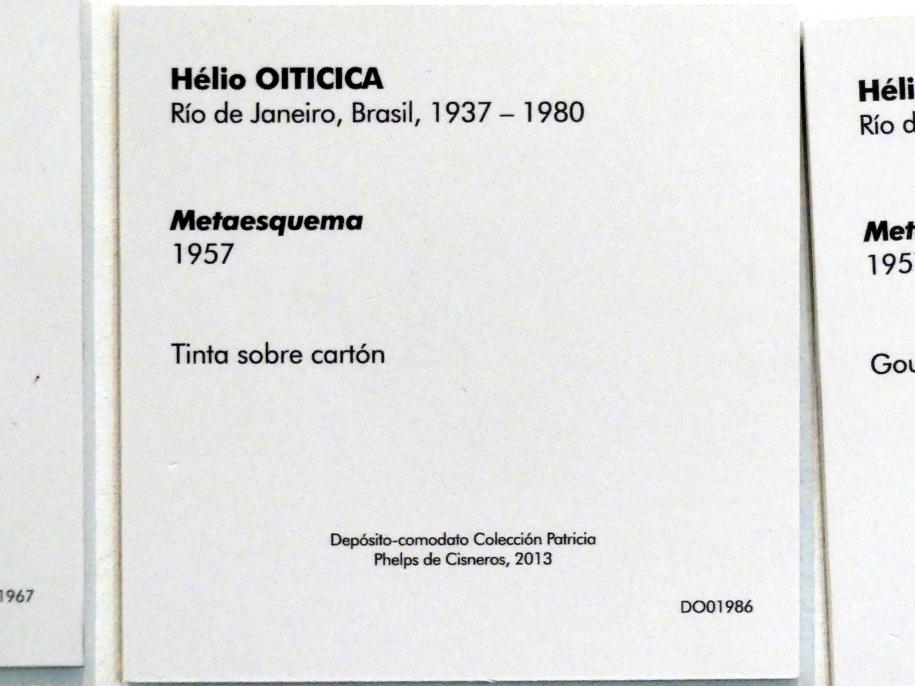 Hélio OITICICA
Río de Janeiro, Brasil, 1937 – 1980
Metaesquema
1957
Tinta sobre cartón
Depósito-comodato Colección Patricia
Phelps de Cisneros, 2013
DO01986
1967
Héli
Río d
Met
195
Gou